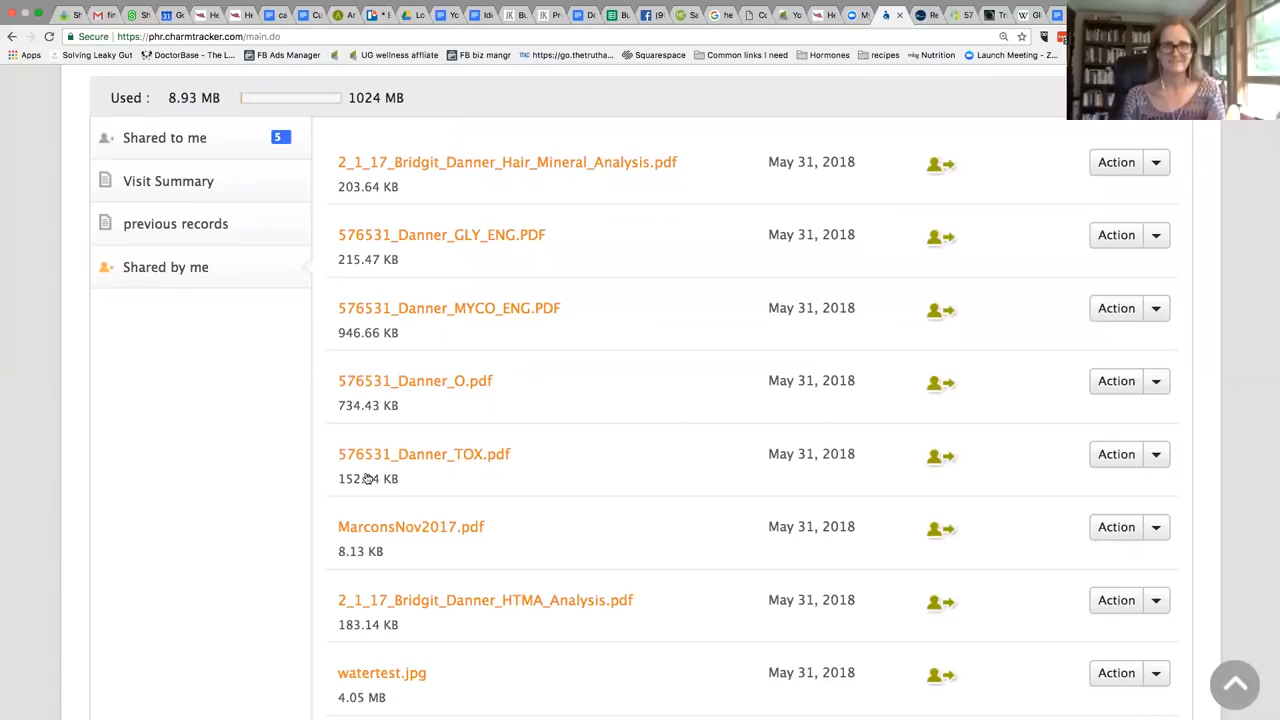 Secure https://phr.charmtracker.com/main.do
Apps Solving Leaky Gut DoctorBase - The L... FB Ads Manager UG wellness affliate FB biz mangr https://go.thetrutha... Squarespace Common links I need Hormones recipes Nutrition Launch Meeting - Z...
Used : 8.93 MB 1024 MB
Shared to me 5
Visit Summary
previous records
Shared by me
2_1_17_Bridgit_Danner_Hair_Mineral_Analysis.pdf May 31, 2018 Action
203.64 KB
576531_Danner_GLY_ENG.PDF May 31, 2018 Action
215.47 KB
576531_Danner_MYCO_ENG.PDF May 31, 2018 Action
946.66 KB
576531_Danner_O.pdf May 31, 2018 Action
734.43 KB
576531_Danner_TOX.pdf May 31, 2018 Action
KB
MarconsNov2017.pdf May 31, 2018 Action
8.13 KB
2_1_17_Bridgit_Danner_HTMA_Analysis.pdf May 31, 2018 Action
183.14 KB
watertest.jpg May 31, 2018 Action
4.05 MB